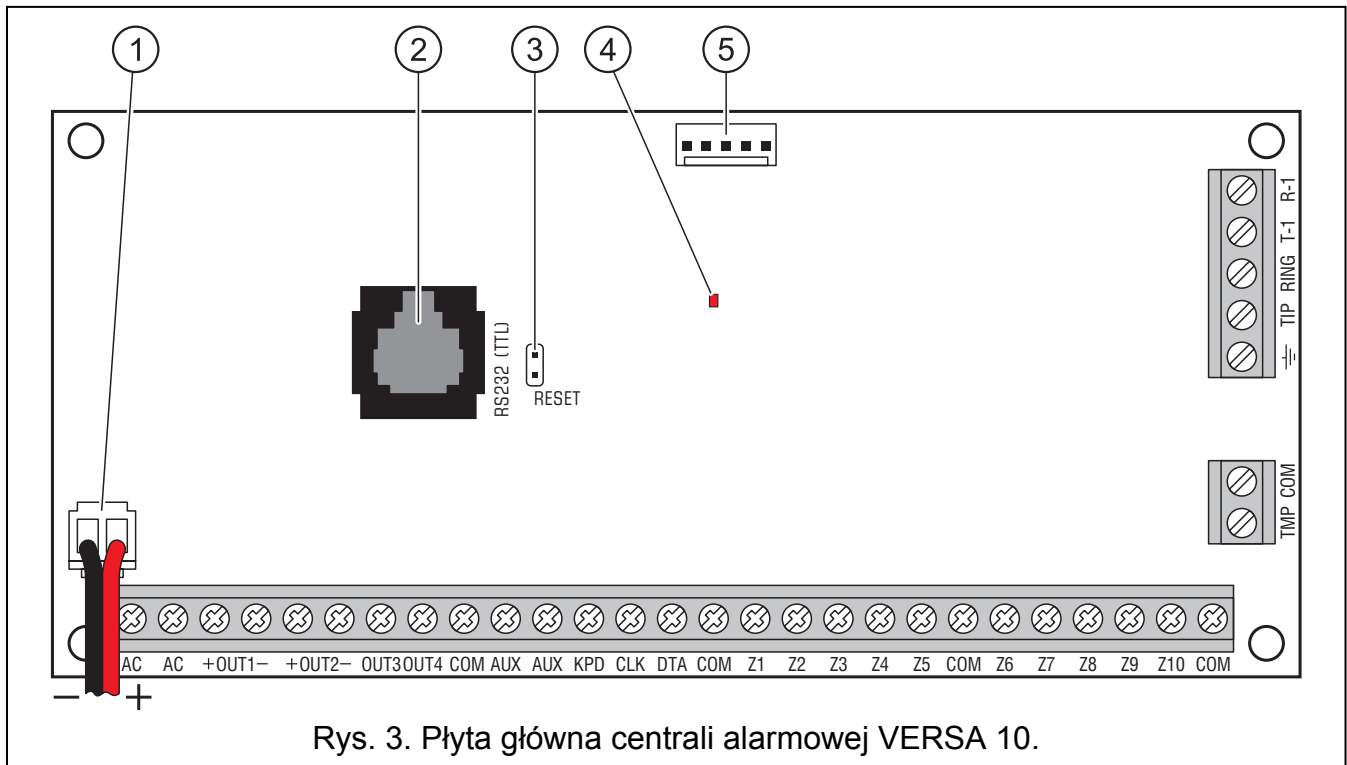 1 2 3 4 5
R-1
T-1
RING
TIP
RS232 (TTL)
RESET
TMP COM
AC AC +OUT1− +OUT2− OUT3 OUT4 COM AUX AUX KPD CLK DTA COM Z1 Z2 Z3 Z4 Z5 COM Z6 Z7 Z8 Z9 Z10 COM
− +
Rys. 3. Płyta główna centrali alarmowej VERSA 10.